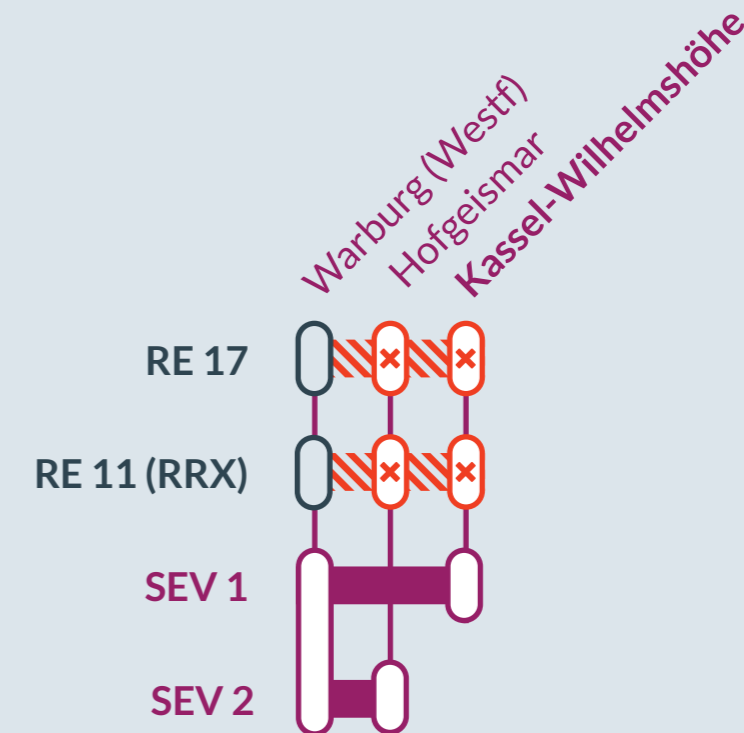 Warburg (Westf)
Hofgeismar
Kassel-Wilhelmshöhe
RE 17
RE 11 (RRX)
SEV 1
SEV 2